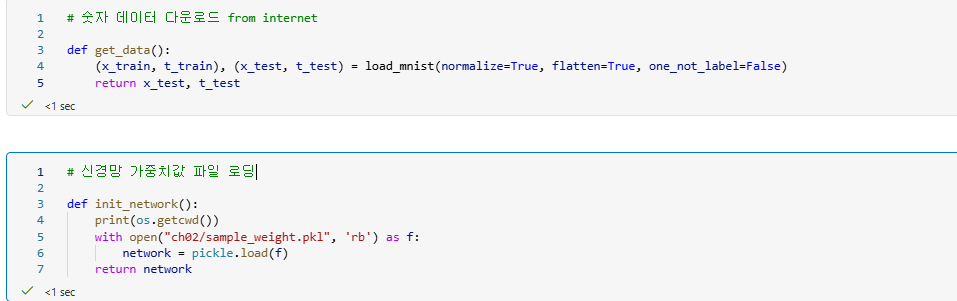 1 # 숫자 데이터 다운로드 from internet
2
3 def get_data():
4 (x_train, t_train), (x_test, t_test) = load_mnist(normalize=True, flatten=True, one_not_label=False)
5 return x_test, t_test
<1 sec
1 # 신경망 가중치값 파일 로딩
2
3 def init_network():
4 print(os.getcwd())
5 with open("ch02/sample_weight.pkl", 'rb') as f:
6 network = pickle.load(f)
7 return network
<1 sec